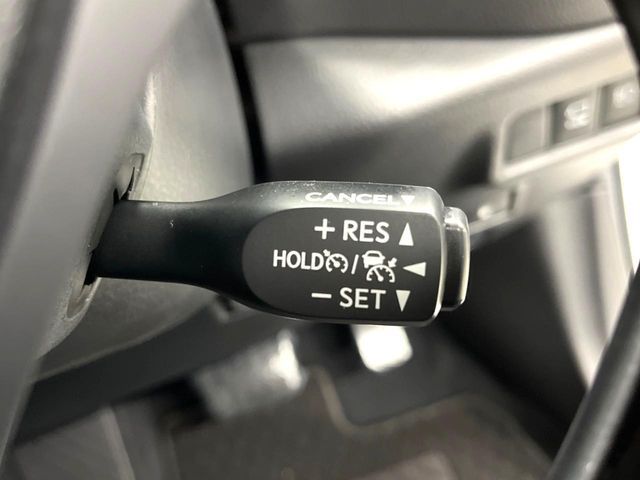 CANCEL▼
+ RES ▲
HOLD / ◄
− SET ▼